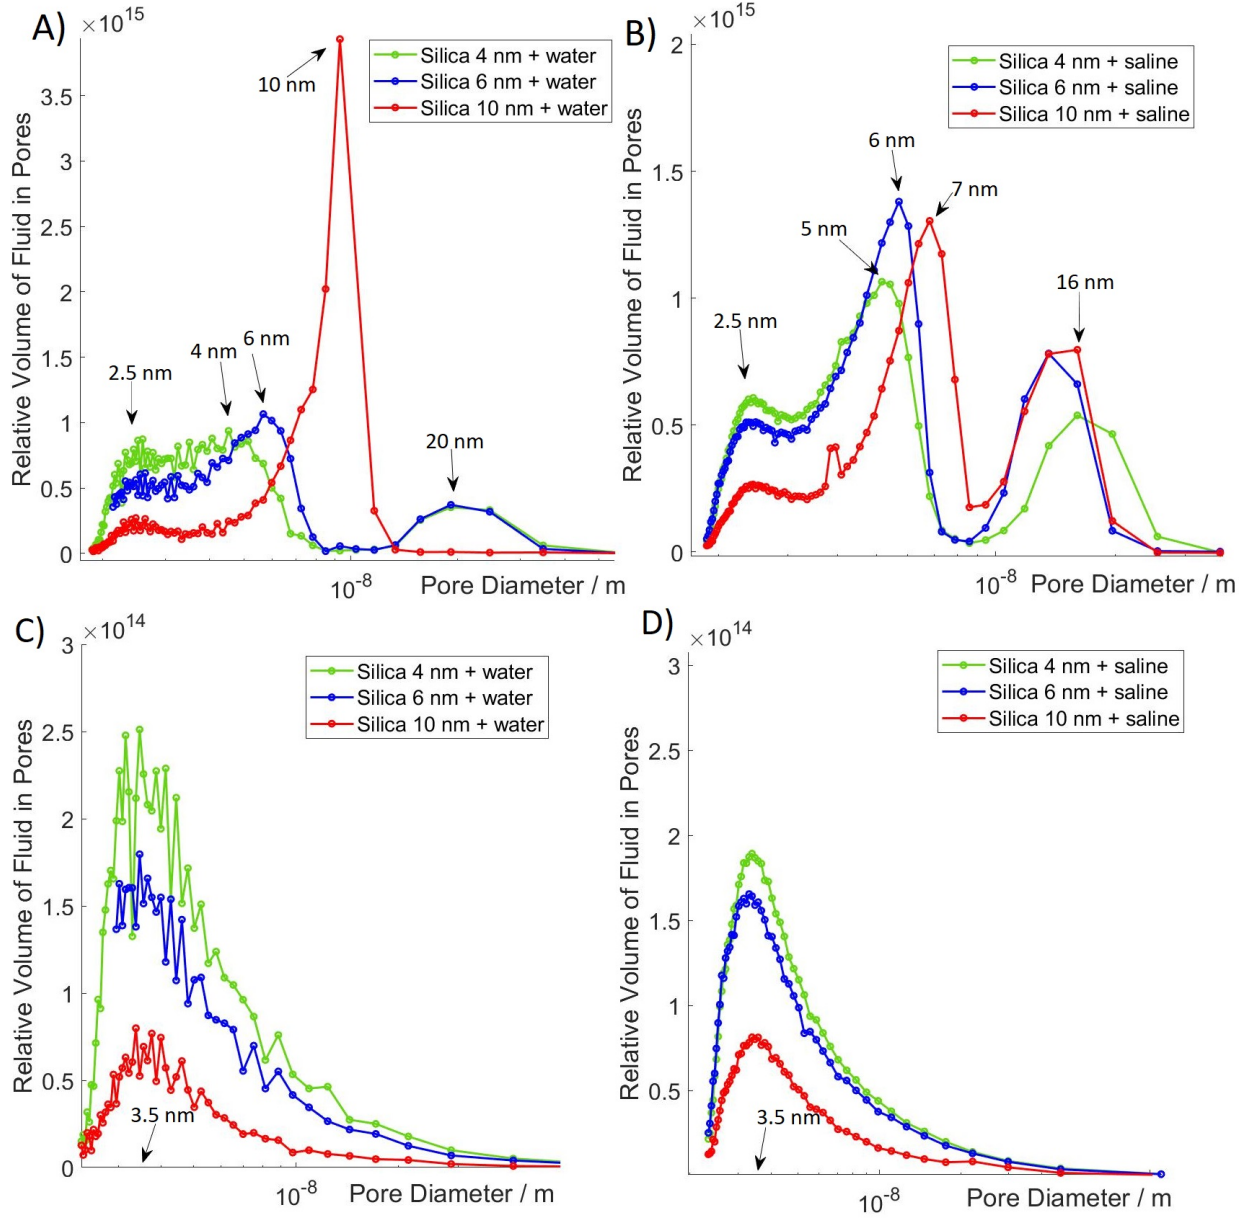 A)
×10¹⁵
Relative Volume of Fluid in Pores
3.5
3
2.5
2
1.5
1
0.5
0
10 nm
Silica 4 nm + water
Silica 6 nm + water
Silica 10 nm + water
2.5 nm
4 nm
6 nm
20 nm
10⁻⁸
Pore Diameter / m
B)
×10¹⁵
Relative Volume of Fluid in Pores
2
1.5
1
0.5
0
Silica 4 nm + saline
Silica 6 nm + saline
Silica 10 nm + saline
6 nm
7 nm
5 nm
16 nm
2.5 nm
10⁻⁸
Pore Diameter / m
C)
×10¹⁴
Relative Volume of Fluid in Pores
3
2.5
2
1.5
1
0.5
0
Silica 4 nm + water
Silica 6 nm + water
Silica 10 nm + water
3.5 nm
10⁻⁸
Pore Diameter / m
D)
×10¹⁴
Relative Volume of Fluid in Pores
3
2.5
2
1.5
1
0.5
Silica 4 nm + saline
Silica 6 nm + saline
Silica 10 nm + saline
3.5 nm
10⁻⁸
Pore Diameter / m